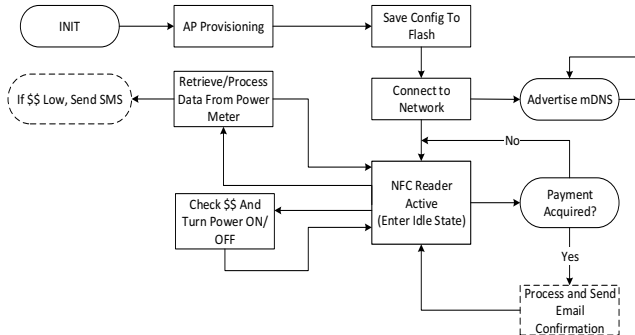 INIT
AP Provisioning
Save Config To
Flash
If $$ Low, Send SMS
Retrieve/Process
Data From Power
Meter
Connect to
Network
Advertise mDNS
No
NFC Reader
Active
(Enter Idle State)
Payment
Acquired?
Check $$ And
Turn Power ON/
OFF
Yes
Process and Send
Email
Confirmation